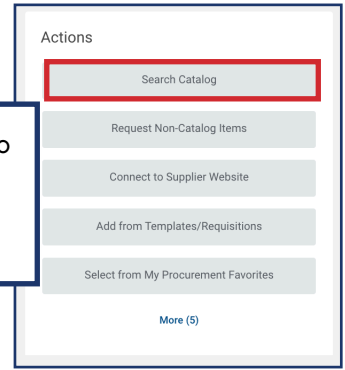 Actions
Search Catalog
Request Non-Catalog Items
Connect to Supplier Website
Add from Templates/Requisitions
Select from My Procurement Favorites
More (5)